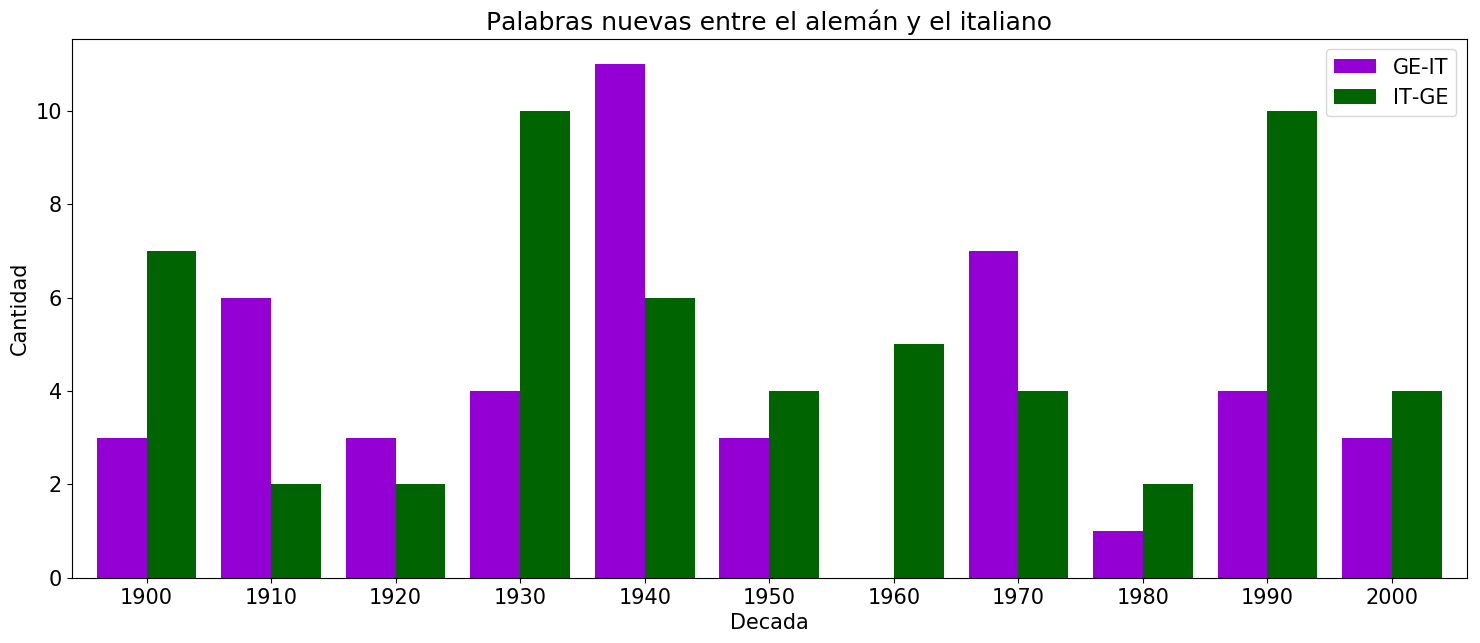 Palabras nuevas entre el alemán y el italiano
GE-IT
IT-GE
10
8
6
4
2
0
Cantidad
1900 1910 1920 1930 1940 1950 1960 1970 1980 1990 2000
Decada